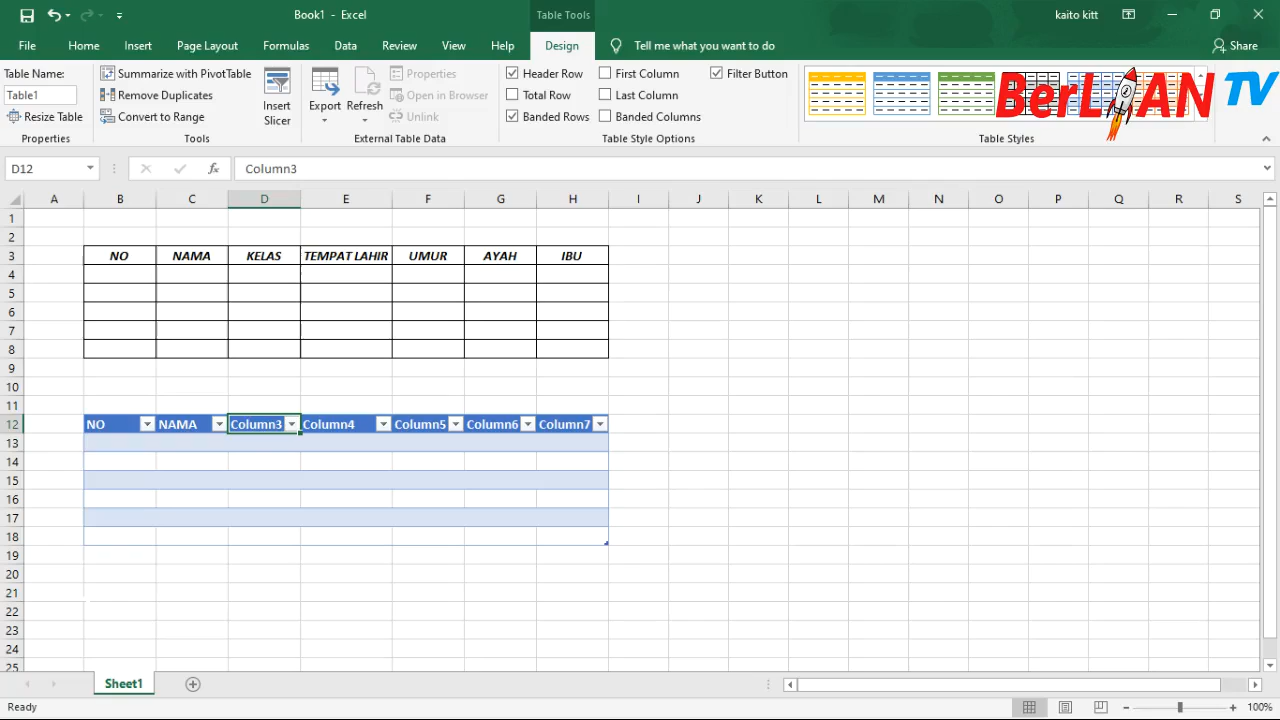 Book1 - Excel
Table Tools
kaito kitt
File Home Insert Page Layout Formulas Data Review View Help Design Tell me what you want to do Share
Table Name:
Table1
Resize Table
Properties
Summarize with PivotTable
Remove Duplicates
Convert to Range
Insert
Slicer
Tools
Export
Refresh
Properties
Open in Browser
Unlink
External Table Data
Header Row
Total Row
Banded Rows
First Column
Last Column
Banded Columns
Filter Button
Table Style Options
Table Styles
BerLIAN TV
D12
fx
Column3
A B C D E F G H I J K L M N O P Q R S
1
2
3 NO NAMA KELAS TEMPAT LAHIR UMUR AYAH IBU
4
5
6
7
8
9
10
11
12 NO NAMA Column3 Column4 Column5 Column6 Column7
13
14
15
16
17
18
19
20
21
22
23
24
25
Sheet1
Ready
100%